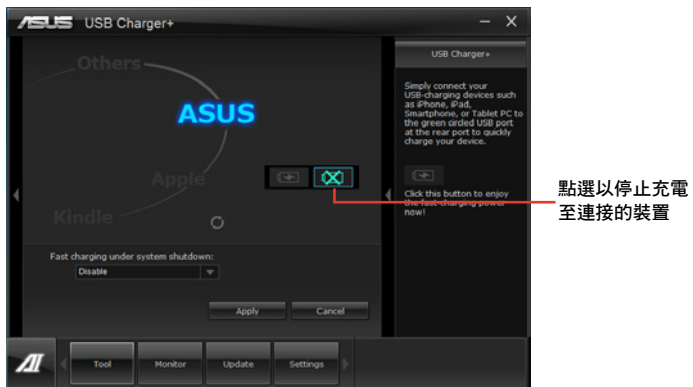 ASUS USB Charger+
Others
ASUS
Apple
Kindle
Fast charging under system shutdown:
Disable
Apply
Cancel
USB Charger+
Simply connect your
USB-charging devices such
as iPhone, iPad,
Smartphone, or Tablet PC to
the green circled USB port
at the rear port to quickly
charge your device.
Click this button to enjoy
the fast-charging power
now!
點選以停止充電
至連接的裝置
AI
Tool
Monitor
Update
Settings